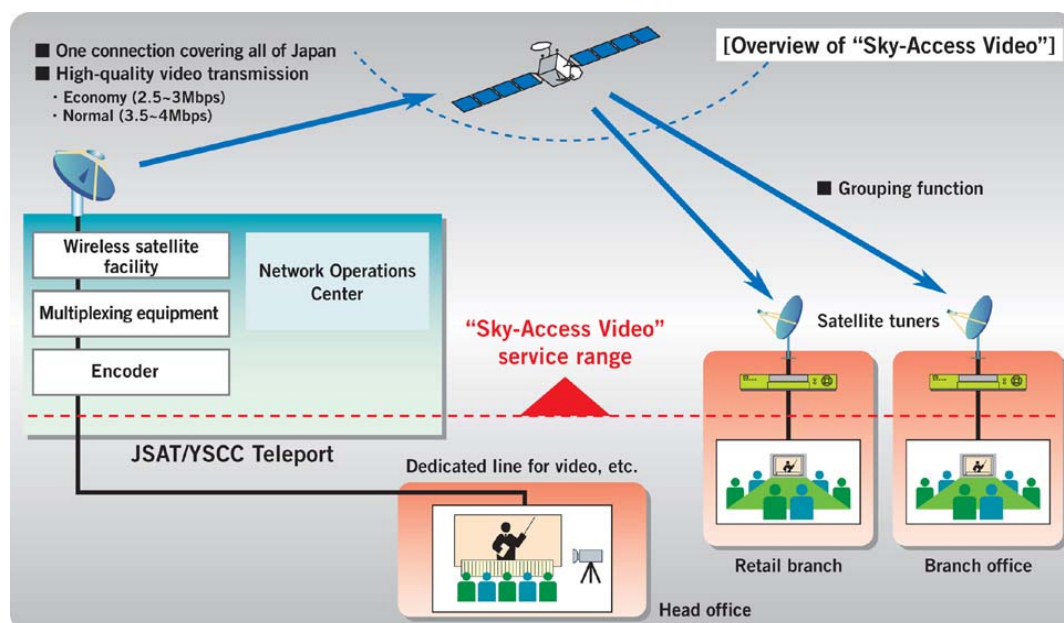 ■ One connection covering all of Japan
■ High-quality video transmission
・Economy (2.5~3Mbps)
・Normal (3.5~4Mbps)
[Overview of “Sky-Access Video”]
■ Grouping function
Wireless satellite
facility
Multiplexing equipment
Encoder
Network Operations
Center
“Sky-Access Video”
service range
Satellite tuners
JSAT/YSCC Teleport
Dedicated line for video, etc.
Head office
Retail branch
Branch office